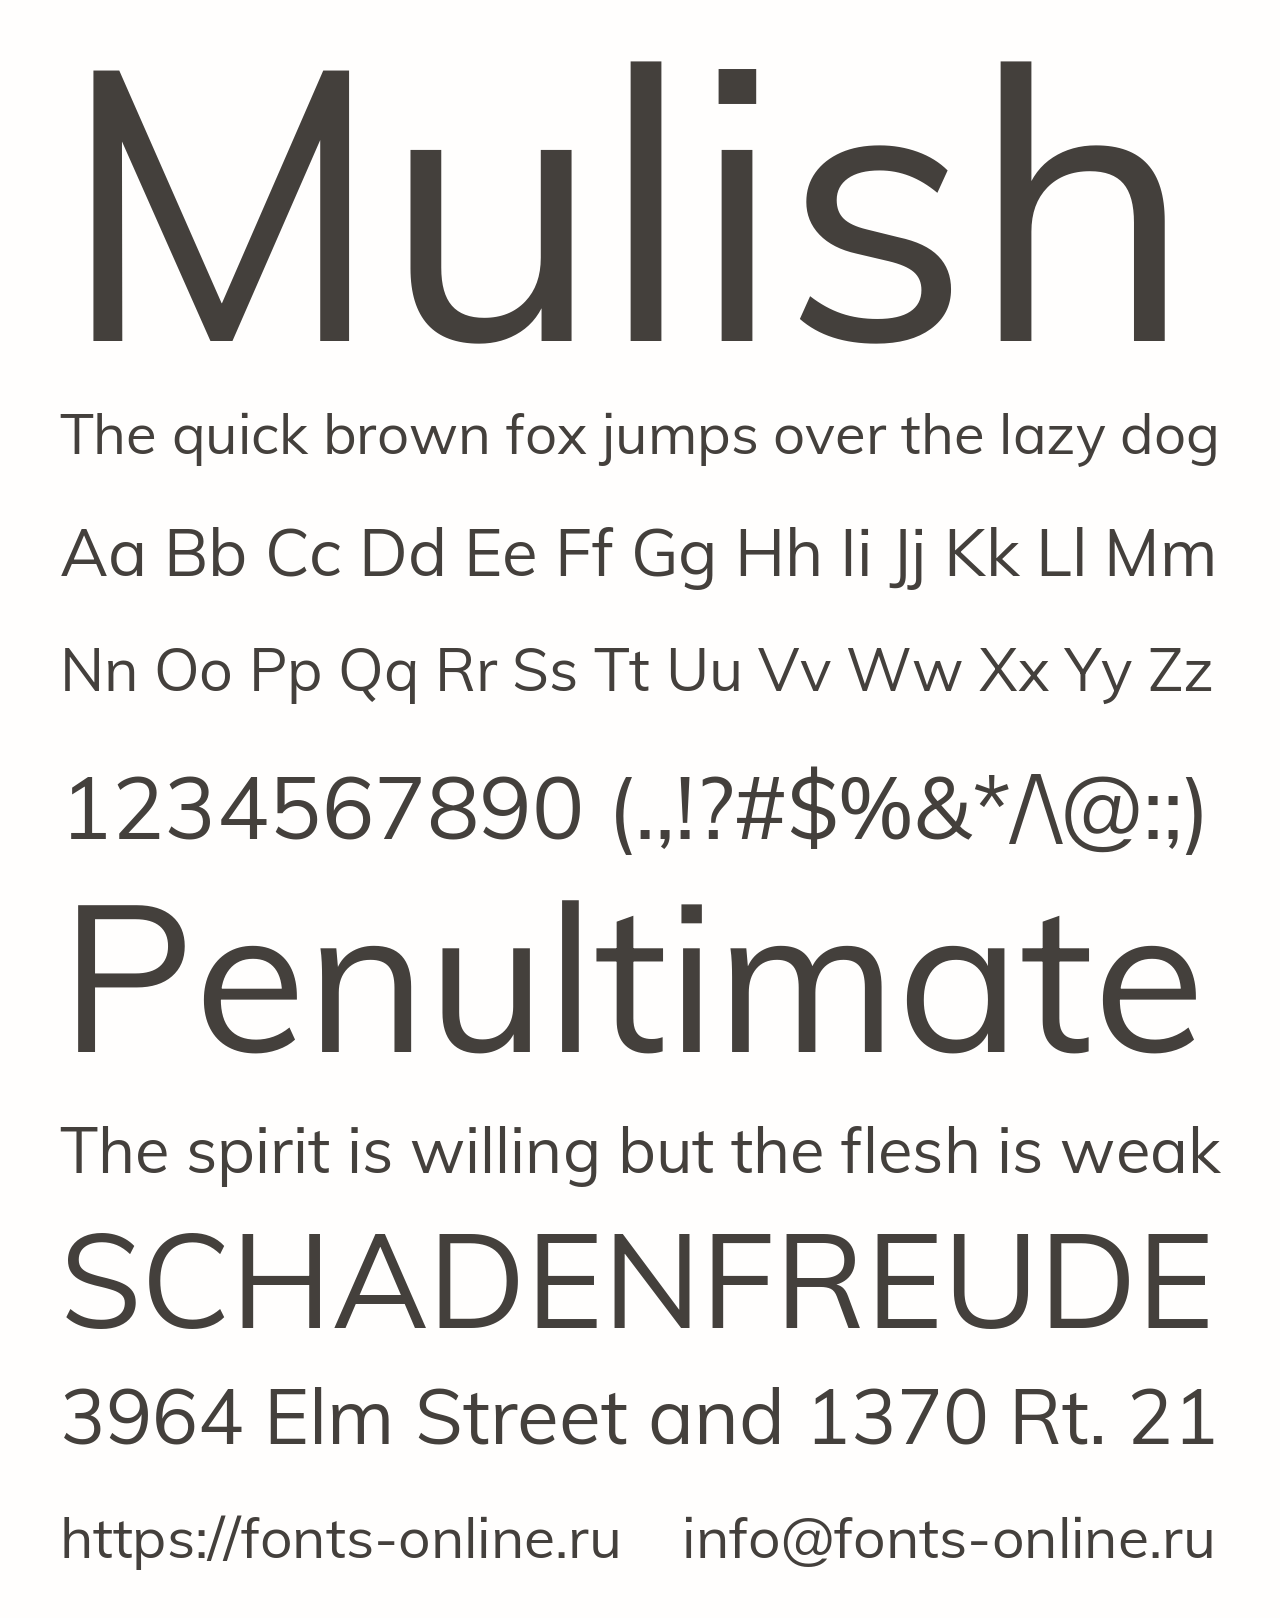 Mulish
The quick brown fox jumps over the lazy dog
Aa Bb Cc Dd Ee Ff Gg Hh Ii Jj Kk Ll Mm
Nn Oo Pp Qq Rr Ss Tt Uu Vv Ww Xx Yy Zz
1234567890 (.,!?#$%&*/\@:;)
Penultimate
The spirit is willing but the flesh is weak
SCHADENFREUDE
3964 Elm Street and 1370 Rt. 21
https://fonts-online.ru info@fonts-online.ru